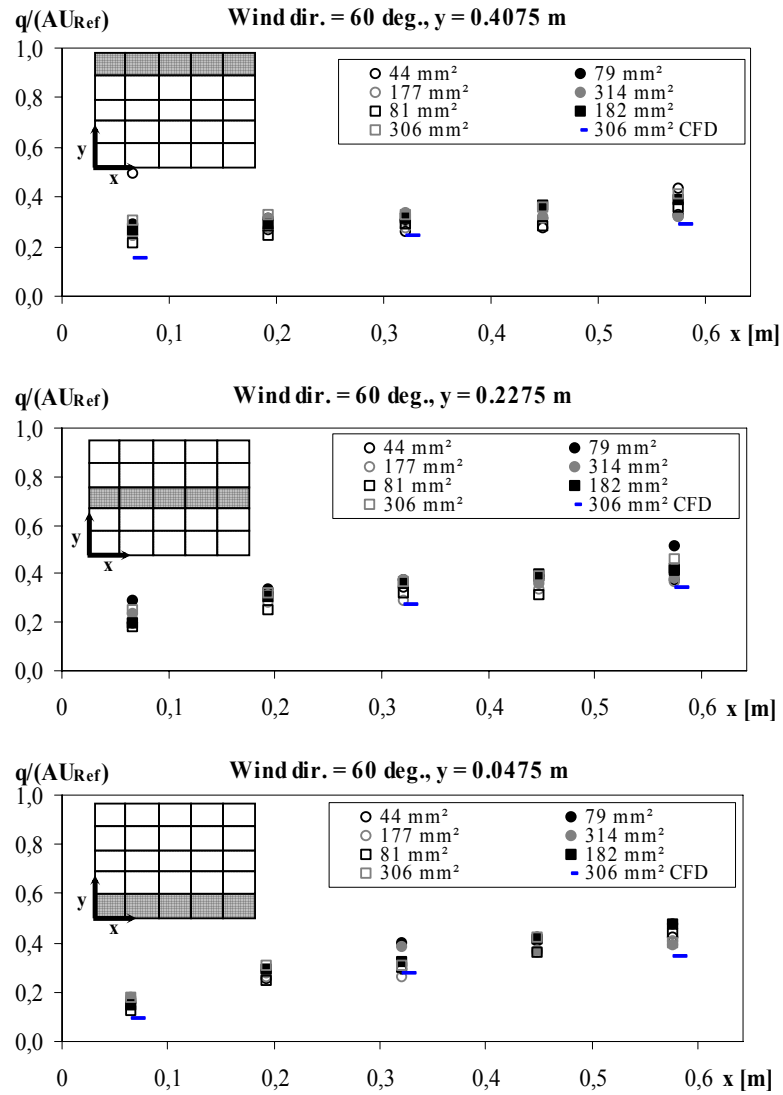 q/(AURef) Wind dir. = 60 deg., y = 0.4075 m
1,0
0,8
0,6
0,4
0,2
0,0
y
x
44 mm² 79 mm²
177 mm² 314 mm²
81 mm² 182 mm²
306 mm² 306 mm² CFD
0 0,1 0,2 0,3 0,4 0,5 0,6 x [m]
q/(AURef) Wind dir. = 60 deg., y = 0.2275 m
1,0
0,8
0,6
0,4
0,2
0,0
y
x
44 mm² 79 mm²
177 mm² 314 mm²
81 mm² 182 mm²
306 mm² 306 mm² CFD
0 0,1 0,2 0,3 0,4 0,5 0,6 x [m]
q/(AURef) Wind dir. = 60 deg., y = 0.0475 m
1,0
0,8
0,6
0,4
0,2
0,0
y
x
44 mm² 79 mm²
177 mm² 314 mm²
81 mm² 182 mm²
306 mm² 306 mm² CFD
0 0,1 0,2 0,3 0,4 0,5 0,6 x [m]